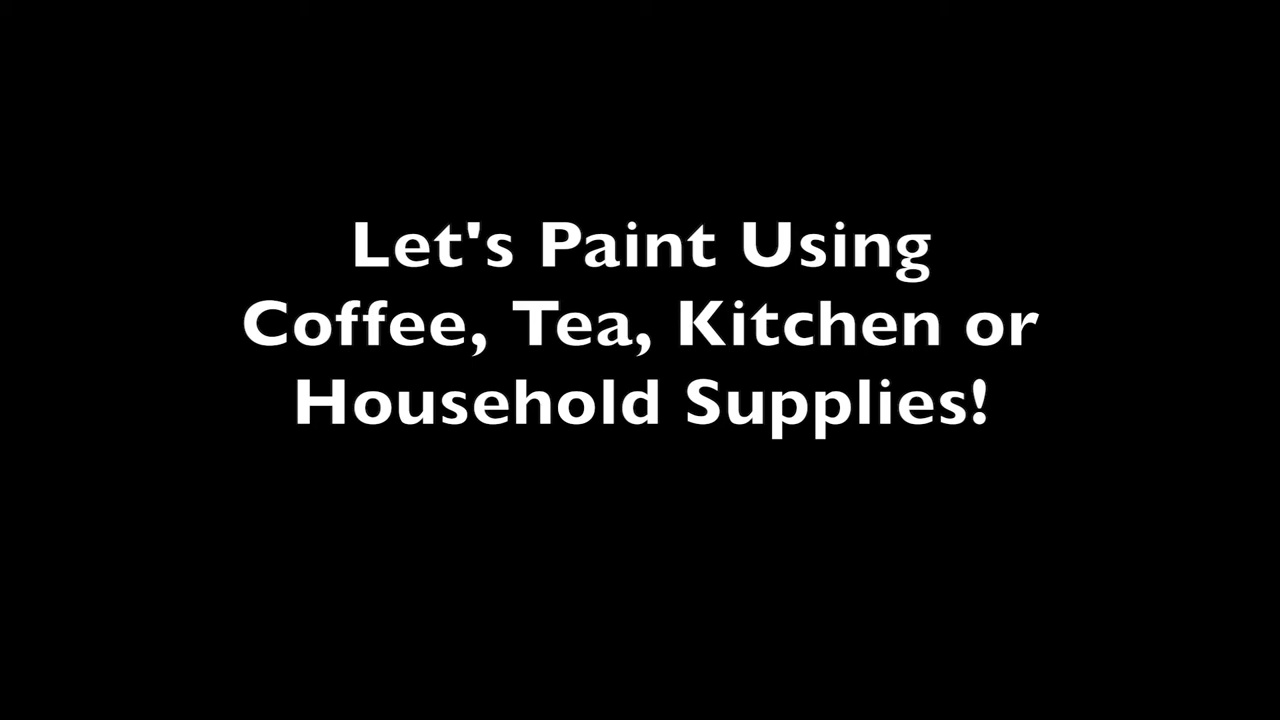 Let's Paint Using
Coffee, Tea, Kitchen or
Household Supplies!